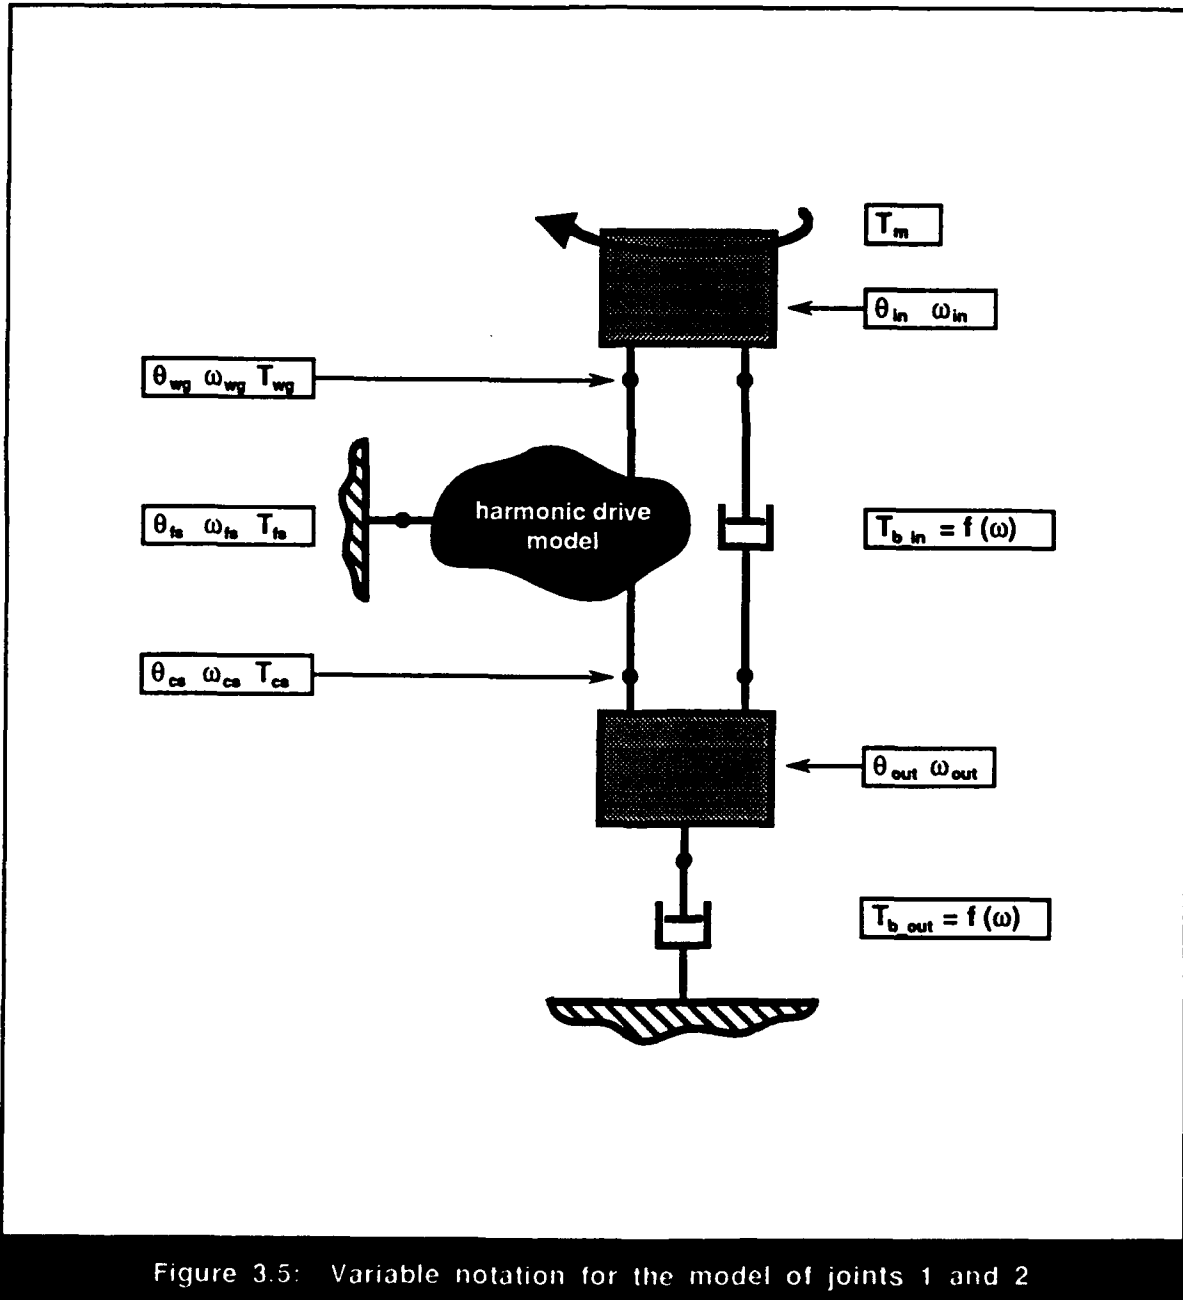 T_m
θ_in ω_in
θ_wg ω_wg T_wg
harmonic drive
model
θ_fs ω_fs T_fs
T_b_in = f (ω)
θ_cs ω_cs T_cs
θ_out ω_out
T_b_out = f (ω)
Figure 3.5: Variable notation for the model of joints 1 and 2